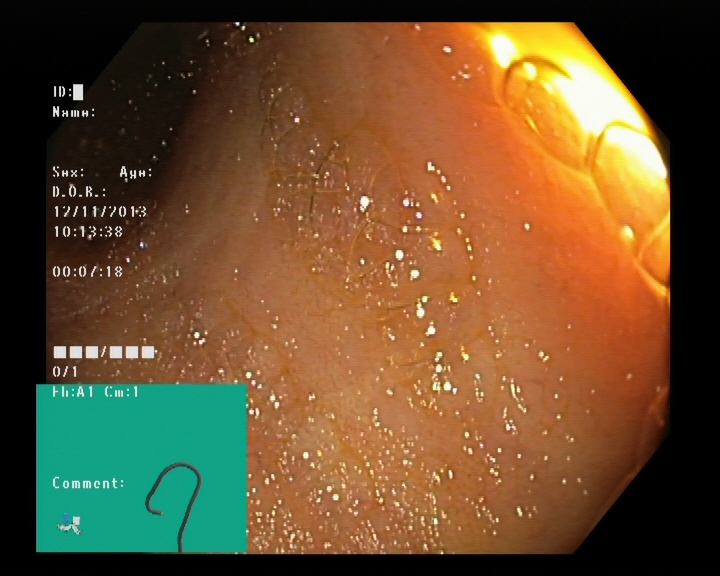 ID:
Name:
Sex: Age:
D.O.B.:
12/11/2013
10:13:38
00:07:18
■■■/■■■
0/1
Eh:A1 Cm:1
Comment: